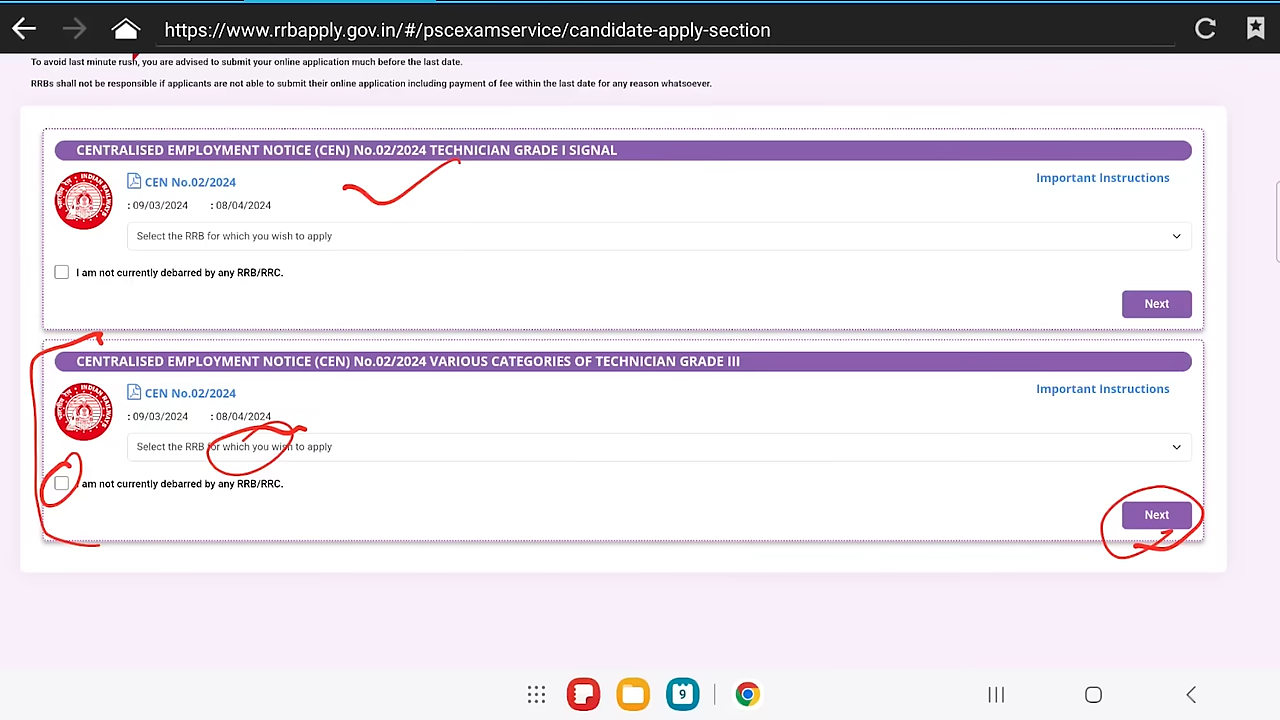 https://www.rrbapply.gov.in/#/pscexamservice/candidate-apply-section
To avoid last minute rush, you are advised to submit your online application much before the last date.
RRBs shall not be responsible if applicants are not able to submit their online application including payment of fee within the last date for any reason whatsoever.
CENTRALISED EMPLOYMENT NOTICE (CEN) No.02/2024 TECHNICIAN GRADE I SIGNAL
CEN No.02/2024
Important Instructions
: 09/03/2024 : 08/04/2024
Select the RRB for which you wish to apply
I am not currently debarred by any RRB/RRC.
Next
CENTRALISED EMPLOYMENT NOTICE (CEN) No.02/2024 VARIOUS CATEGORIES OF TECHNICIAN GRADE III
CEN No.02/2024
Important Instructions
: 09/03/2024 : 08/04/2024
Select the RRB for which you wish to apply
I am not currently debarred by any RRB/RRC.
Next
9